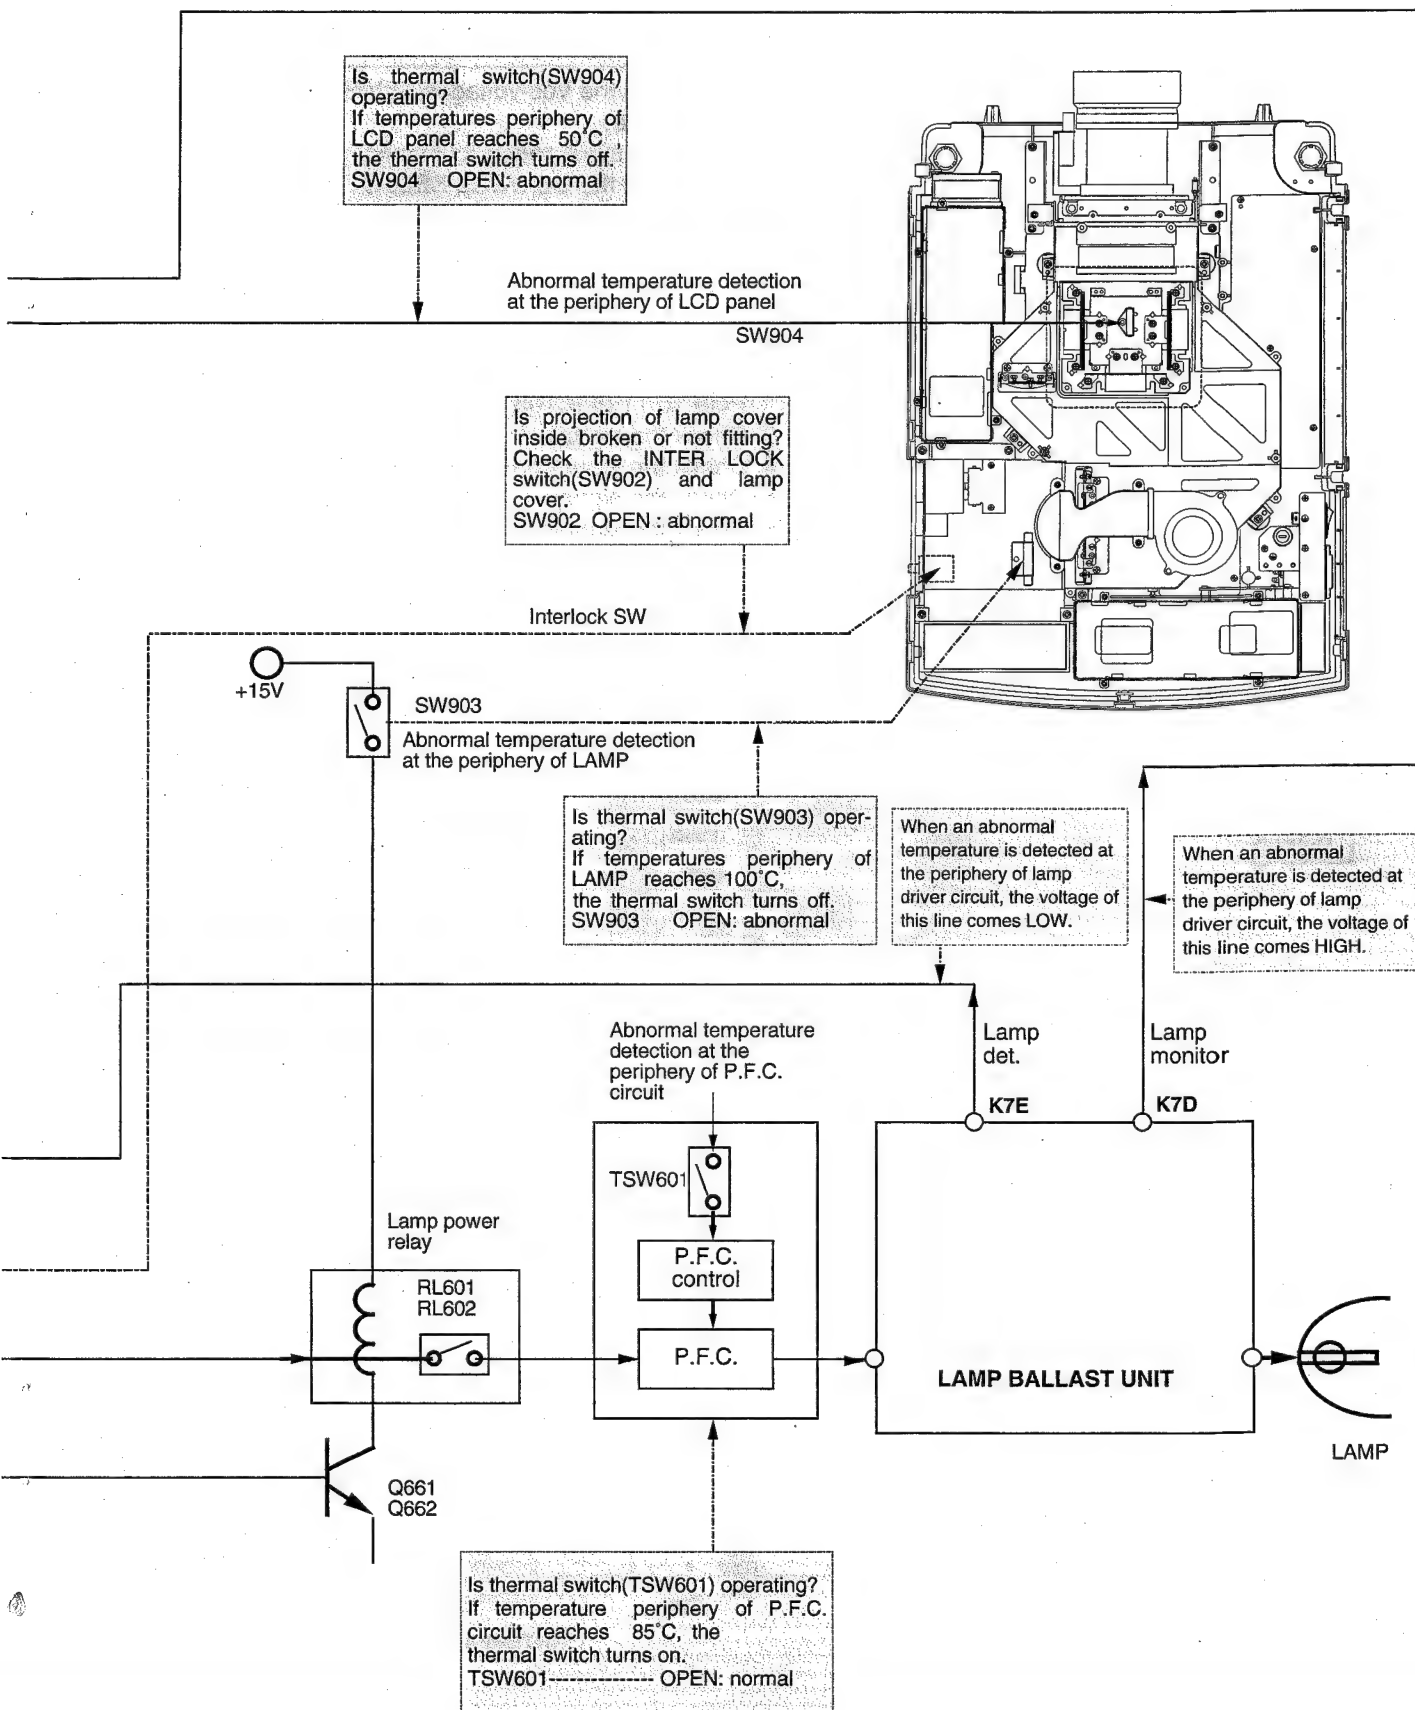 Is thermal switch(SW904)
operating?
If temperatures periphery of
LCD panel reaches 50°C ,
the thermal switch turns off.
SW904 OPEN: abnormal
Abnormal temperature detection
at the periphery of LCD panel
SW904
Is projection of lamp cover
inside broken or not fitting?
Check the INTER LOCK
switch(SW902) and lamp
cover.
SW902 OPEN : abnormal
Interlock SW
+15V
SW903
Abnormal temperature detection
at the periphery of LAMP
Is thermal switch(SW903) oper-
ating?
If temperatures periphery of
LAMP reaches 100°C,
the thermal switch turns off.
SW903 OPEN: abnormal
When an abnormal
temperature is detected at
the periphery of lamp
driver circuit, the voltage of
this line comes LOW.
When an abnormal
temperature is detected at
the periphery of lamp
driver circuit, the voltage of
this line comes HIGH.
Abnormal temperature
detection at the
periphery of P.F.C.
circuit
Lamp
det.
Lamp
monitor
K7E
K7D
TSW601
Lamp power
relay
P.F.C.
control
RL601
RL602
P.F.C.
LAMP BALLAST UNIT
LAMP
Q661
Q662
Is thermal switch(TSW601) operating?
If temperature periphery of P.F.C.
circuit reaches 85°C, the
thermal switch turns on.
TSW601-------------- OPEN: normal